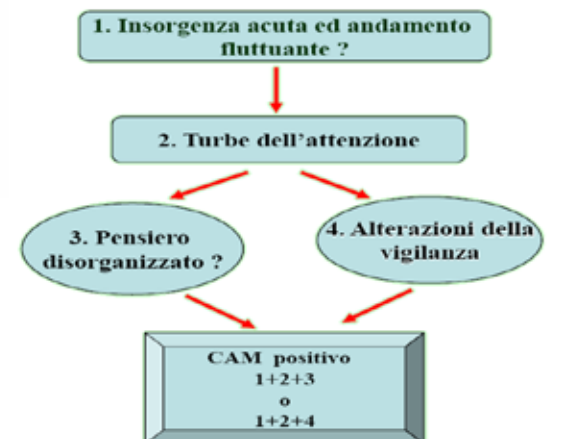 1. Insorgenza acuta ed andamento
fluttuante ?
2. Turbe dell'attenzione
3. Pensiero
disorganizzato ?
4. Alterazioni della
vigilanza
CAM positivo
1+2+3
o
1+2+4